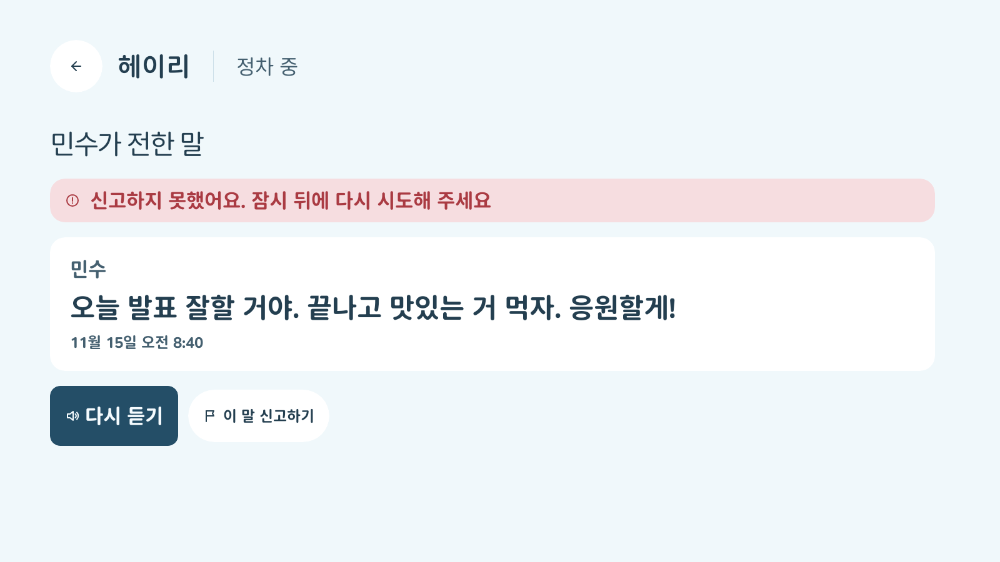 헤이리
정차 중
민수가 전한 말
신고하지 못했어요. 잠시 뒤에 다시 시도해 주세요
민수
오늘 발표 잘할 거야. 끝나고 맛있는 거 먹자. 응원할게!
11월 15일 오전 8:40
다시 듣기
이 말 신고하기